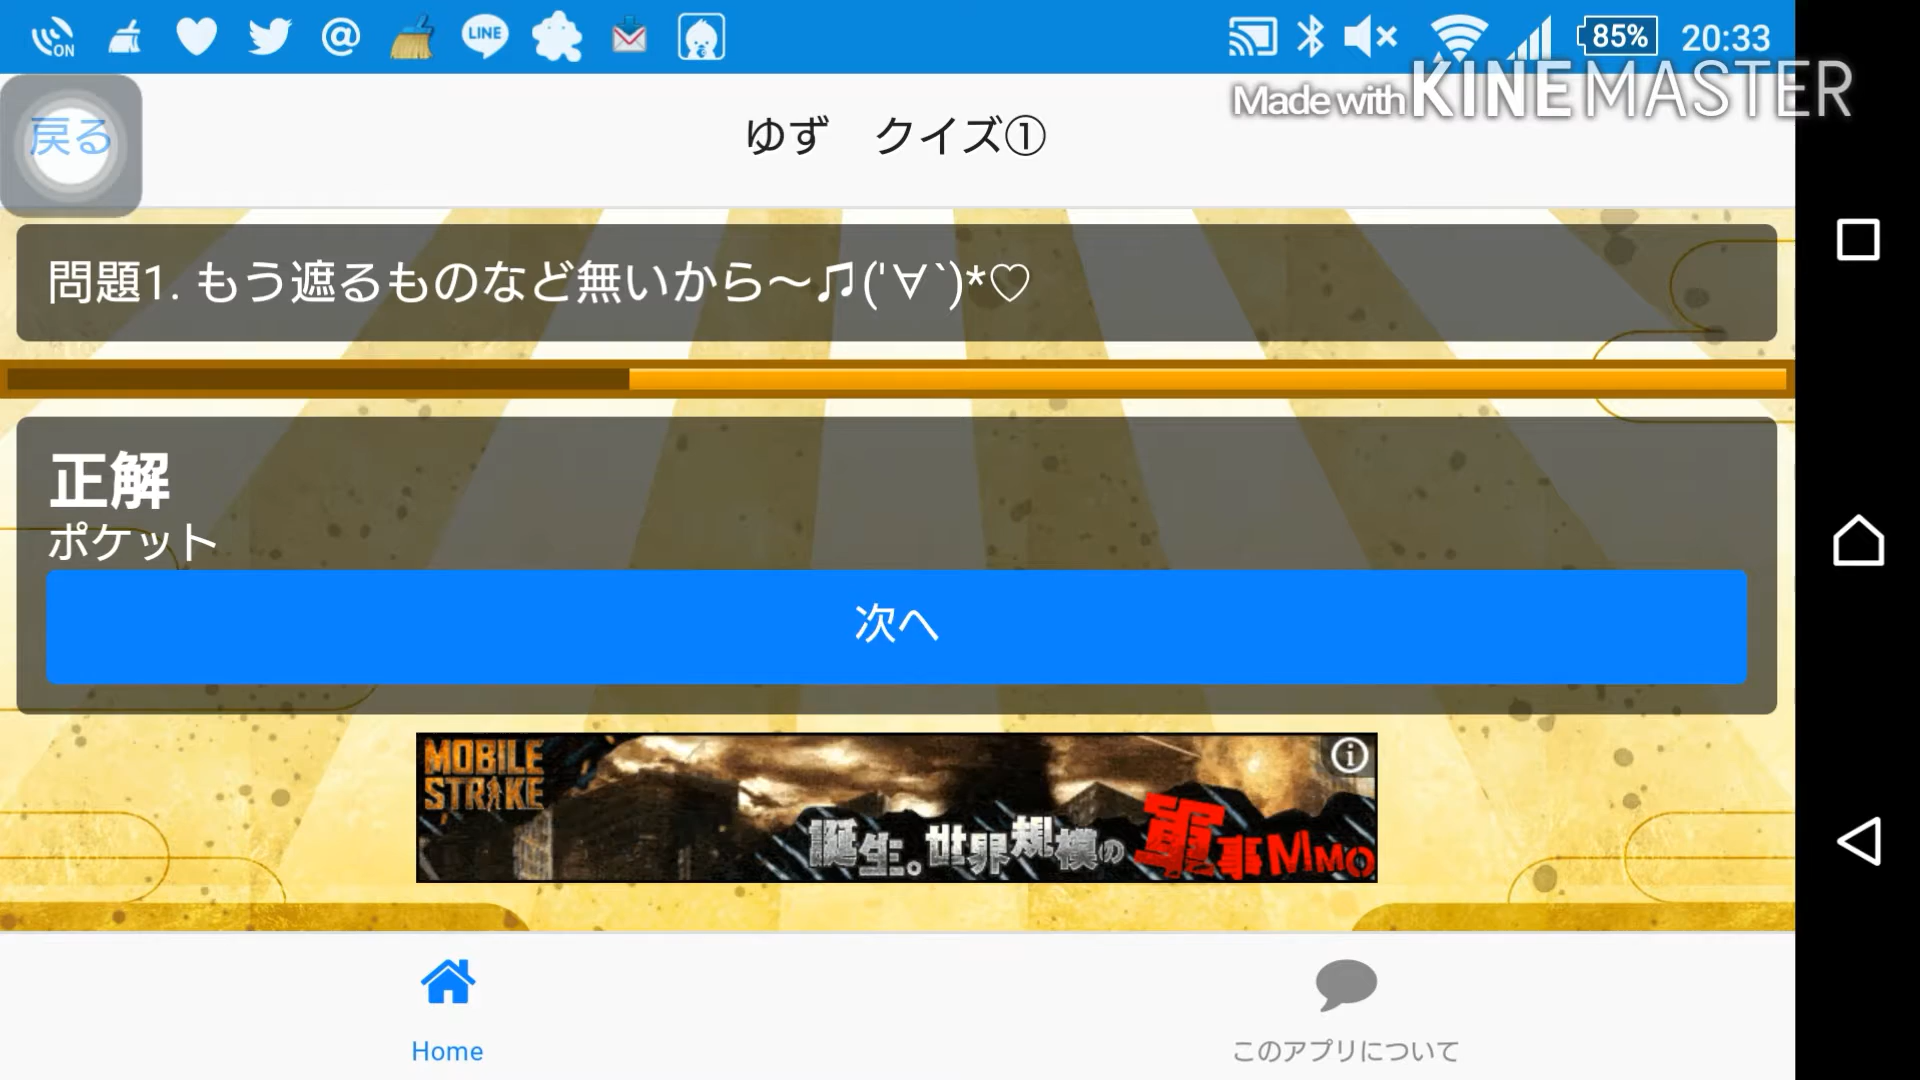 ON
LINE
85%
20:33
Made with KINEMASTER
戻る
ゆず　クイズ①
問題1. もう遮るものなど無いから〜♫('∀`)*♡
正解
ポケット
次へ
MOBILE
STRIKE
誕生。世界規模の軍事MMO
Home
このアプリについて